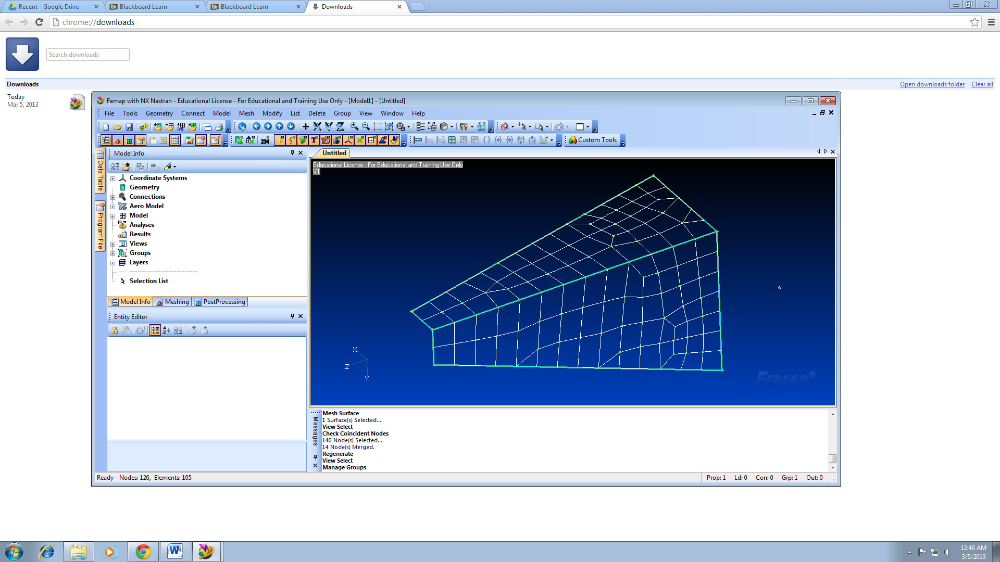 Recent - Google Drive
Blackboard Learn
Blackboard Learn
Downloads
chrome://downloads
Search downloads
Downloads
Open downloads folder Clear all
Today
Mar 5, 2013
Femap with NX Nastran - Educational License - For Educational and Training Use Only - [Model1] - [Untitled]
File Tools Geometry Connect Model Mesh Modify List Delete Group View Window Help
234
T
Custom Tools
Data Table
Program File
Model Info
Coordinate Systems
Geometry
Connections
Aero Model
Model
Analyses
Results
Views
Groups
Layers
--------------------------
Selection List
Model Info Meshing PostProcessing
Entity Editor
Untitled
Educational License - For Educational and Training Use Only
V1
X
Z
Y
FEMAP®
Messages
Mesh Surface
1 Surface(s) Selected...
View Select
Check Coincident Nodes
140 Node(s) Selected...
14 Node(s) Merged.
Regenerate
View Select
Manage Groups
Ready - Nodes: 126, Elements: 105
Prop: 1 Ld: 0 Con: 0 Grp: 1 Out: 0
12:46 AM
3/5/2013